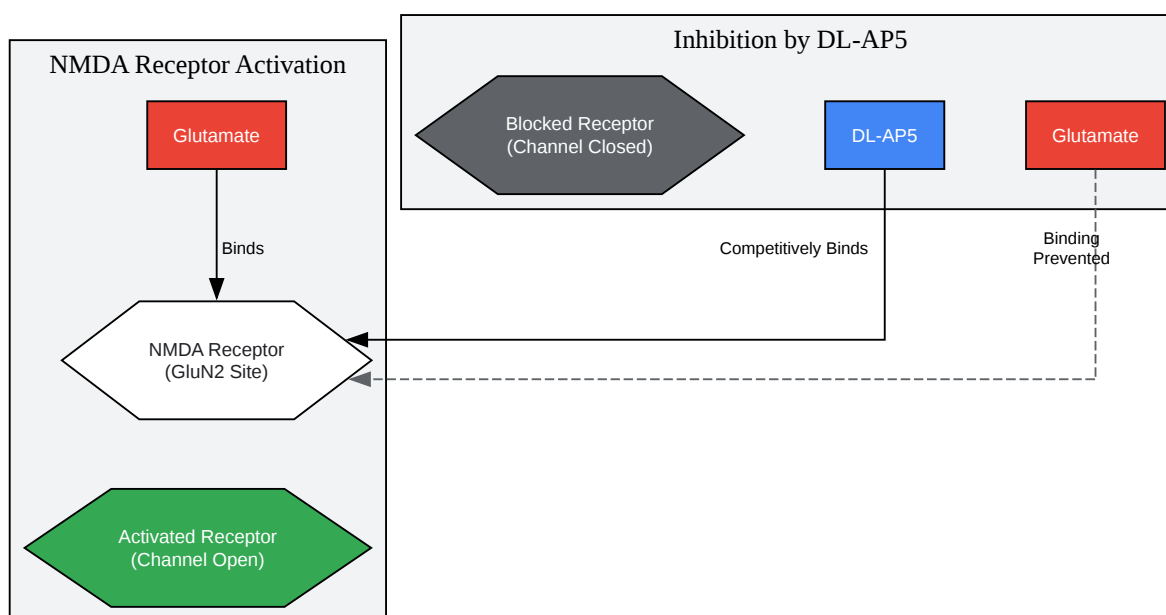 NMDA Receptor Activation
Glutamate
Binds
NMDA Receptor
(GluN2 Site)
Activated Receptor
(Channel Open)
Inhibition by DL-AP5
Blocked Receptor
(Channel Closed)
DL-AP5
Glutamate
Competitively Binds
Binding
Prevented